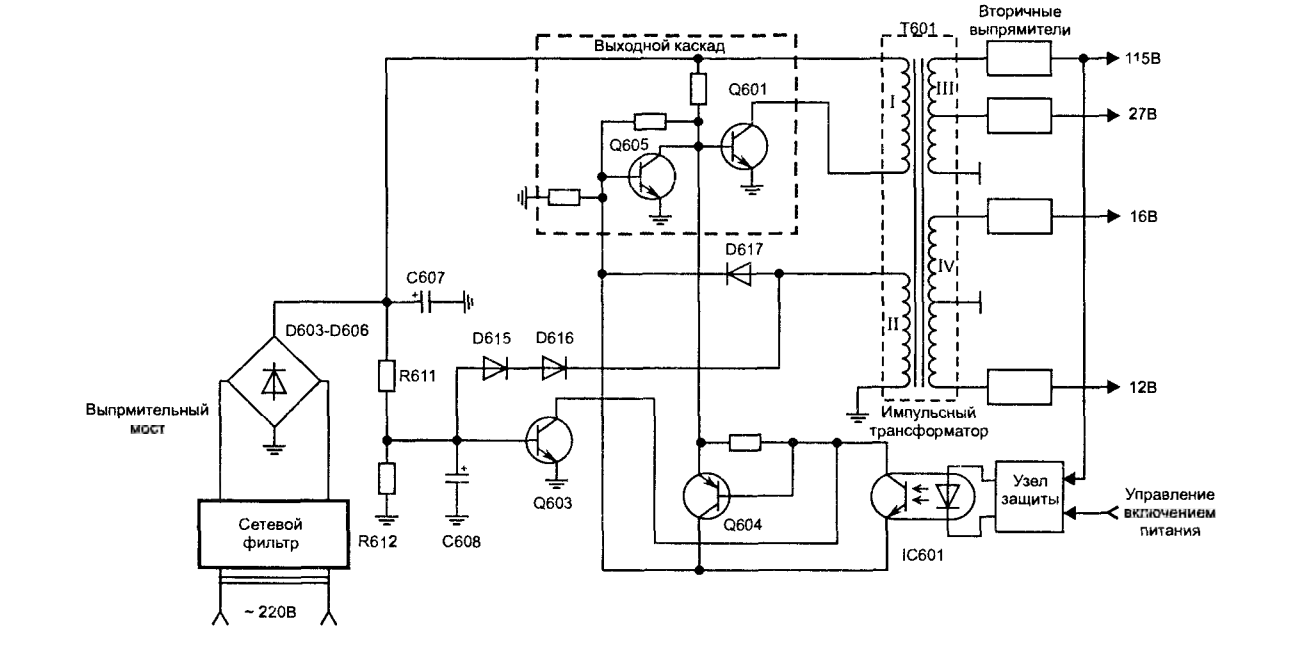 Вторичные
выпрямители
T601
Выходной каскад
115В
Q601
I
III
27В
Q605
16В
D617
IV
C607
+
D603-D606
II
D615
D616
R611
12В
Выпрмительный
мост
Импульсный
трансформатор
+
Q603
Узел
защиты
Управление
включением
питания
Сетевой
фильтр
R612
C608
Q604
IC601
~ 220В